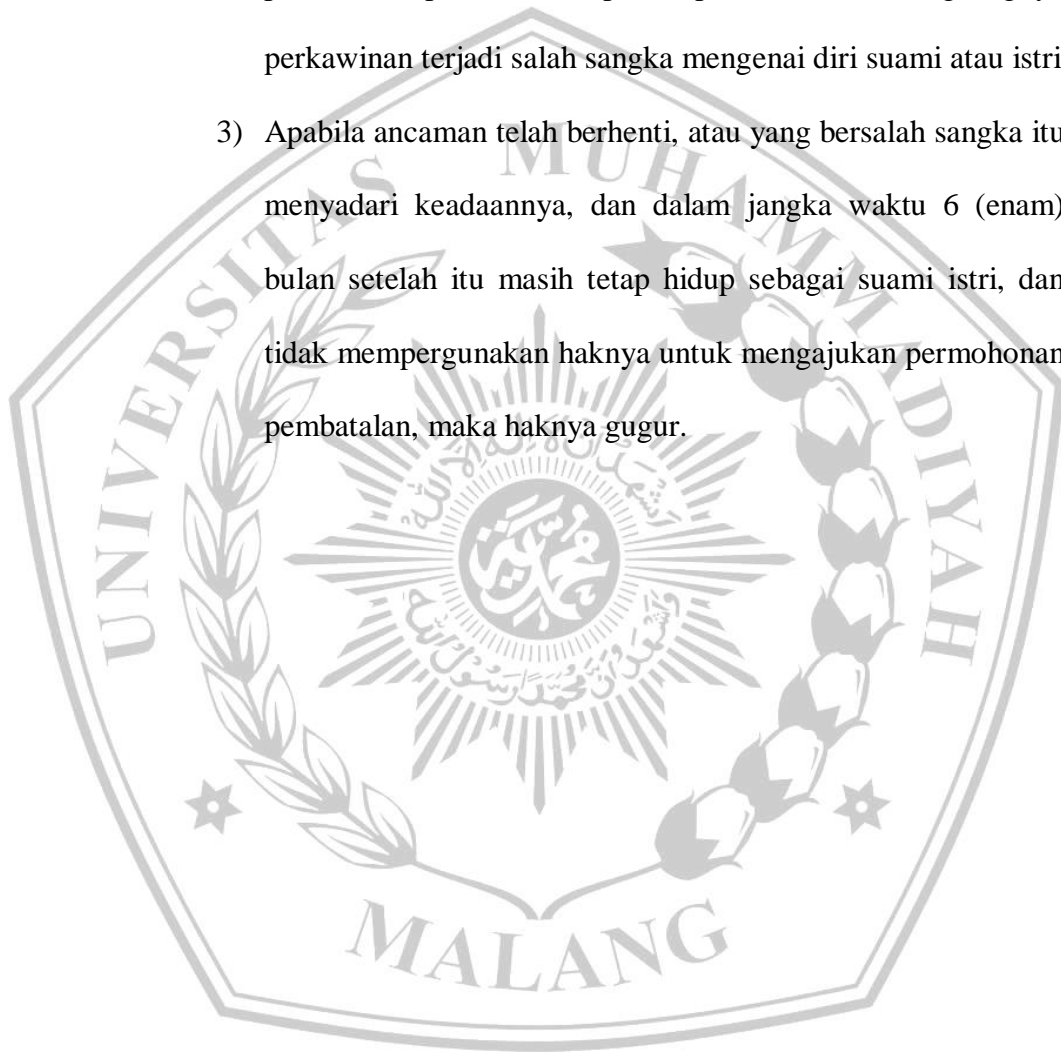 perkawinan terjadi salah sangka mengenai diri suami atau istri
3) Apabila ancaman telah berhenti, atau yang bersalah sangka itu
menyadari keadaannya, dan dalam jangka waktu 6 (enam)
bulan setelah itu masih tetap hidup sebagai suami istri, dan
tidak mempergunakan haknya untuk mengajukan permohonan
pembatalan, maka haknya gugur.
UNIVERSITAS MUHAMMADIYAH
MALANG